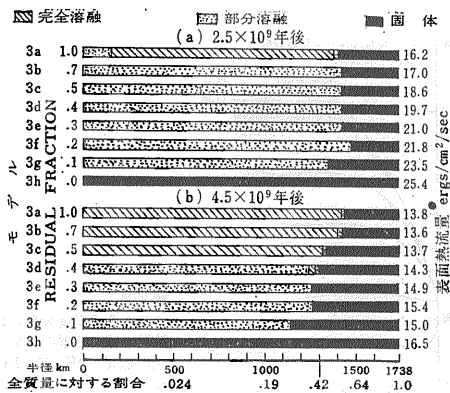 完全溶融 部分溶融 固体
(a) 2.5×10⁹年後
3a 1.0 16.2
3b .7 17.0
3c .5 18.6
3d .4 19.7
3e .3 21.0
3f .2 21.8
3g .1 23.5
3h .0 25.4
(b) 4.5×10⁹年後
3a 1.0 13.8
3b .7 13.6
3c .5 13.7
3d .4 14.3
3e .3 14.9
3f .2 15.4
3g .1 15.0
3h .0 16.5
モデル
RESIDUAL FRACTION
表面熱流量 ergs/cm²/sec
半径km 0 500 1000 1500 1738
全質量に対する割合 .024 .19 .42 .64 1.0